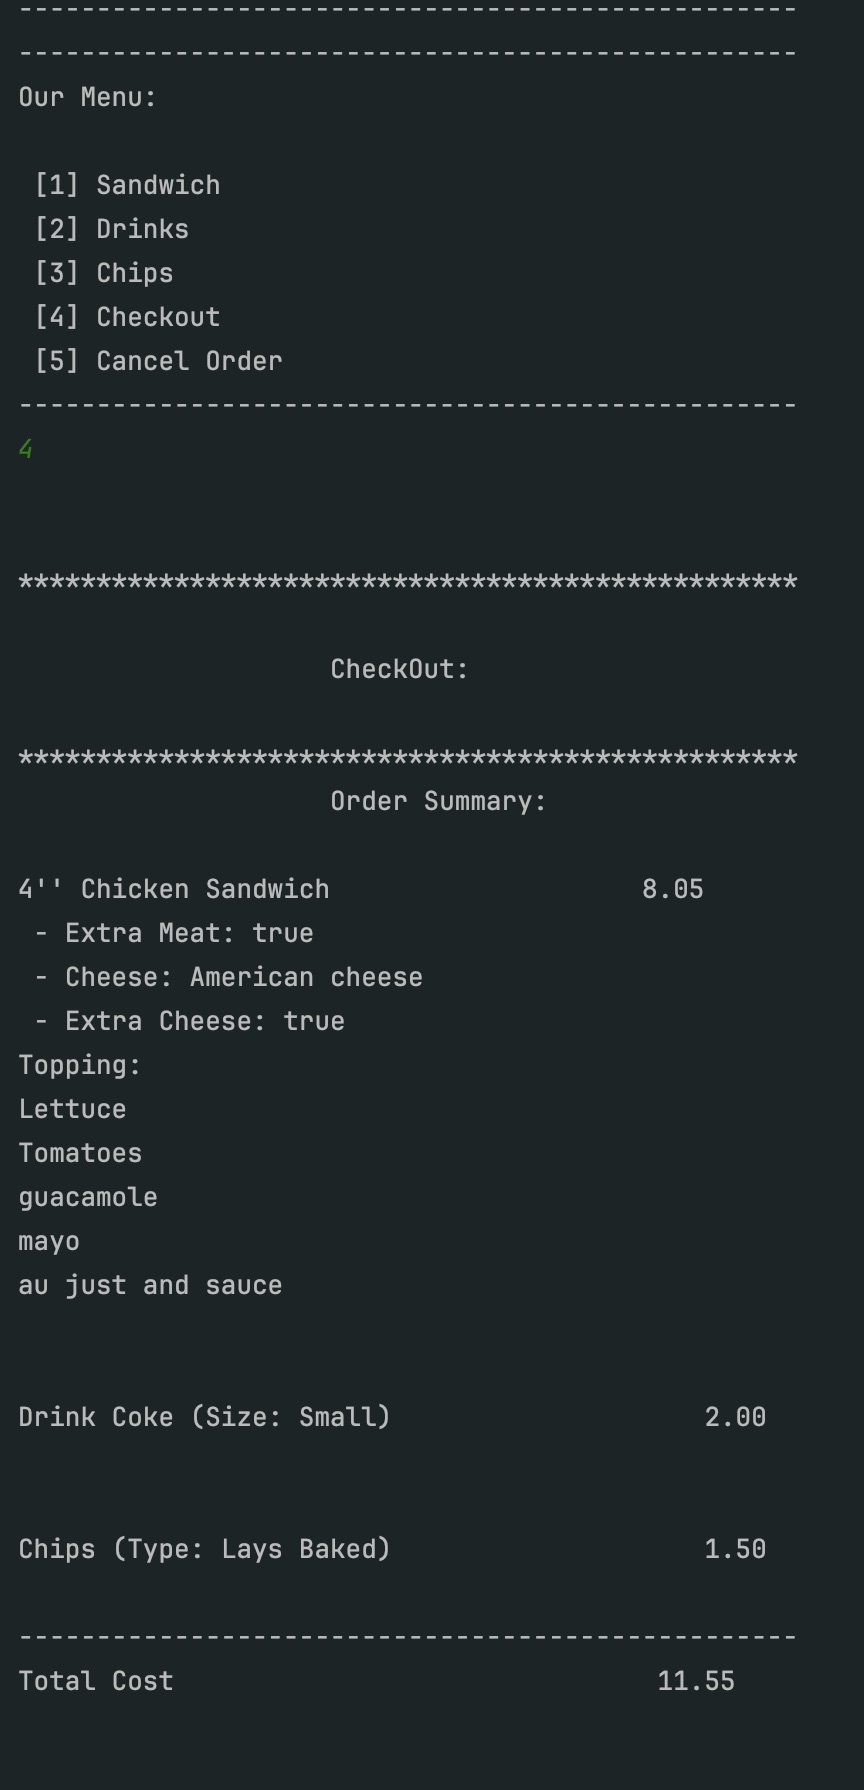 --------------------------------------------------
--------------------------------------------------
Our Menu:
[1] Sandwich
[2] Drinks
[3] Chips
[4] Checkout
[5] Cancel Order
--------------------------------------------------
4
**************************************************
CheckOut:
**************************************************
Order Summary:
4'' Chicken Sandwich 8.05
- Extra Meat: true
- Cheese: American cheese
- Extra Cheese: true
Topping:
Lettuce
Tomatoes
guacamole
mayo
au just and sauce
Drink Coke (Size: Small) 2.00
Chips (Type: Lays Baked) 1.50
--------------------------------------------------
Total Cost 11.55